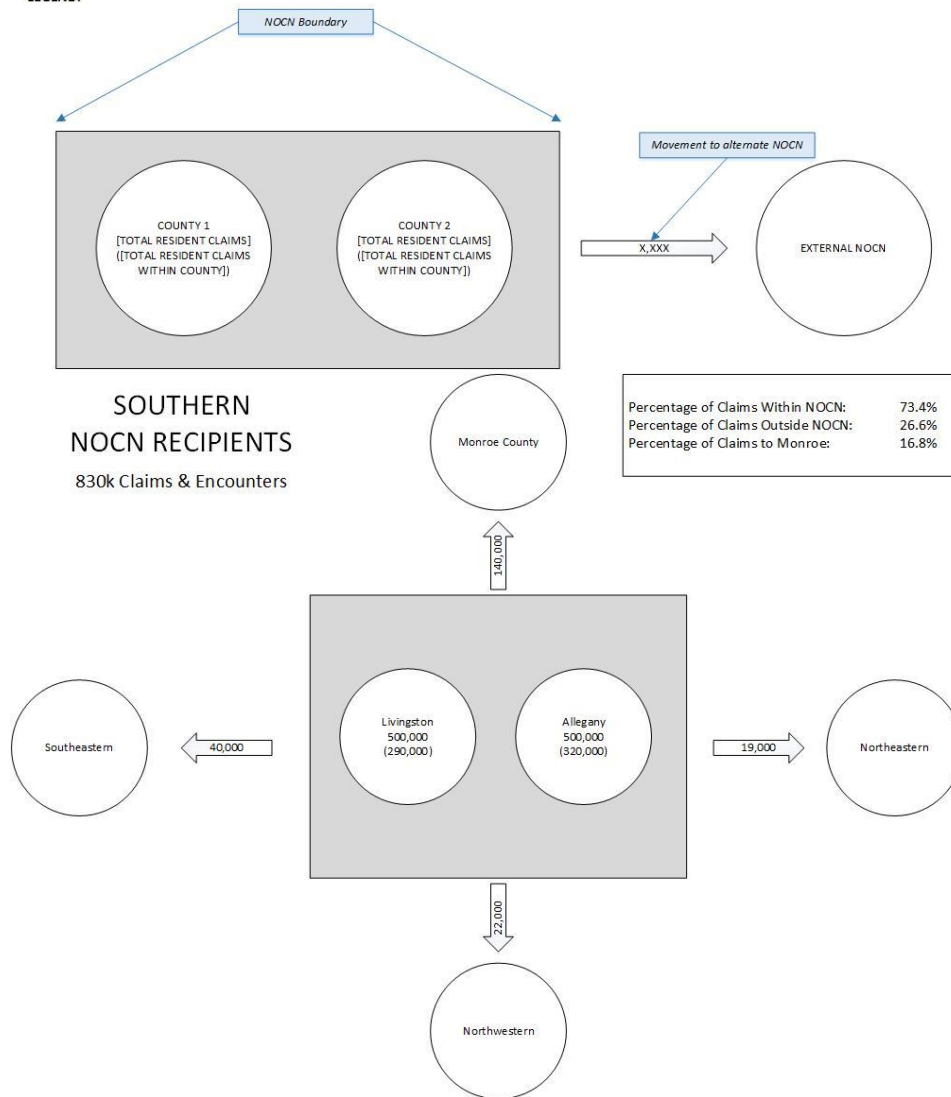 NOCN Boundary
Movement to alternate NOCN
COUNTY 1
[TOTAL RESIDENT CLAIMS]
([TOTAL RESIDENT CLAIMS
WITHIN COUNTY])
COUNTY 2
[TOTAL RESIDENT CLAIMS]
([TOTAL RESIDENT CLAIMS
WITHIN COUNTY])
X,XXX
EXTERNAL NOCN
SOUTHERN
NOCN RECIPIENTS
830k Claims & Encounters
Monroe County
Percentage of Claims Within NOCN: 73.4%
Percentage of Claims Outside NOCN: 26.6%
Percentage of Claims to Monroe: 16.8%
140,000
Livingston
500,000
(290,000)
Allegany
500,000
(320,000)
Southeastern
40,000
19,000
Northeastern
22,000
Northwestern